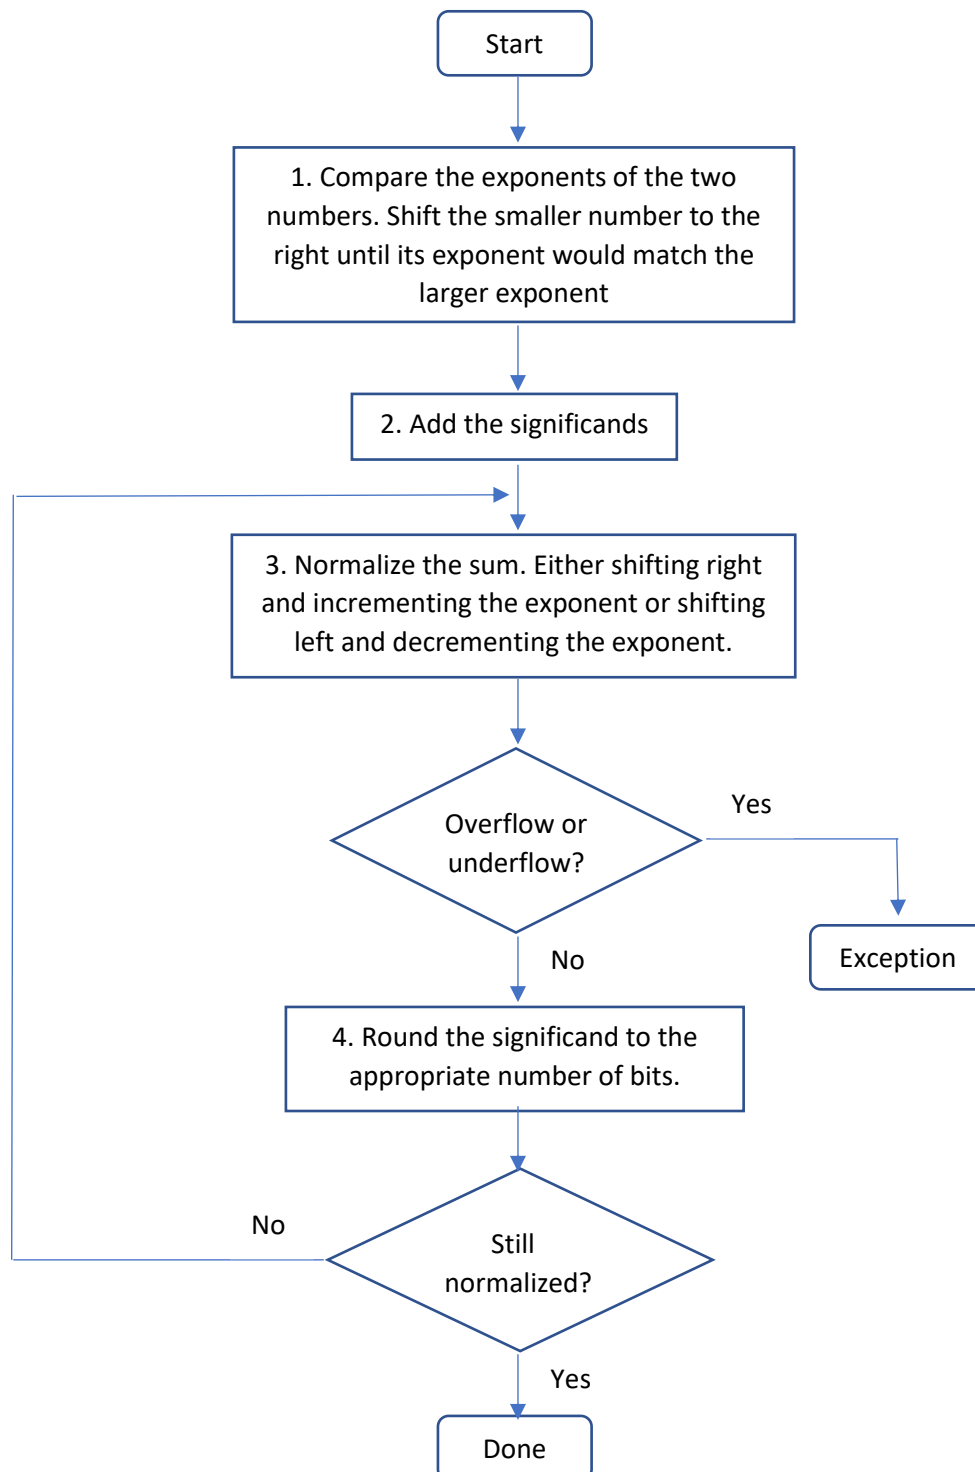 Start
1. Compare the exponents of the two
numbers. Shift the smaller number to the
right until its exponent would match the
larger exponent
2. Add the significands
3. Normalize the sum. Either shifting right
and incrementing the exponent or shifting
left and decrementing the exponent.
Yes
Overflow or
underflow?
Exception
No
4. Round the significand to the
appropriate number of bits.
No
Still
normalized?
Yes
Done